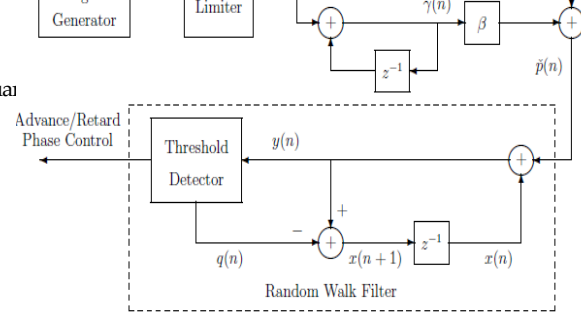 Generator
Limiter
+
γ(n)
β
+
z⁻¹
p̌(n)
Advance/Retard
Phase Control
Threshold
Detector
y(n)
+
+
−
+
z⁻¹
q(n)
x(n+1)
x(n)
Random Walk Filter